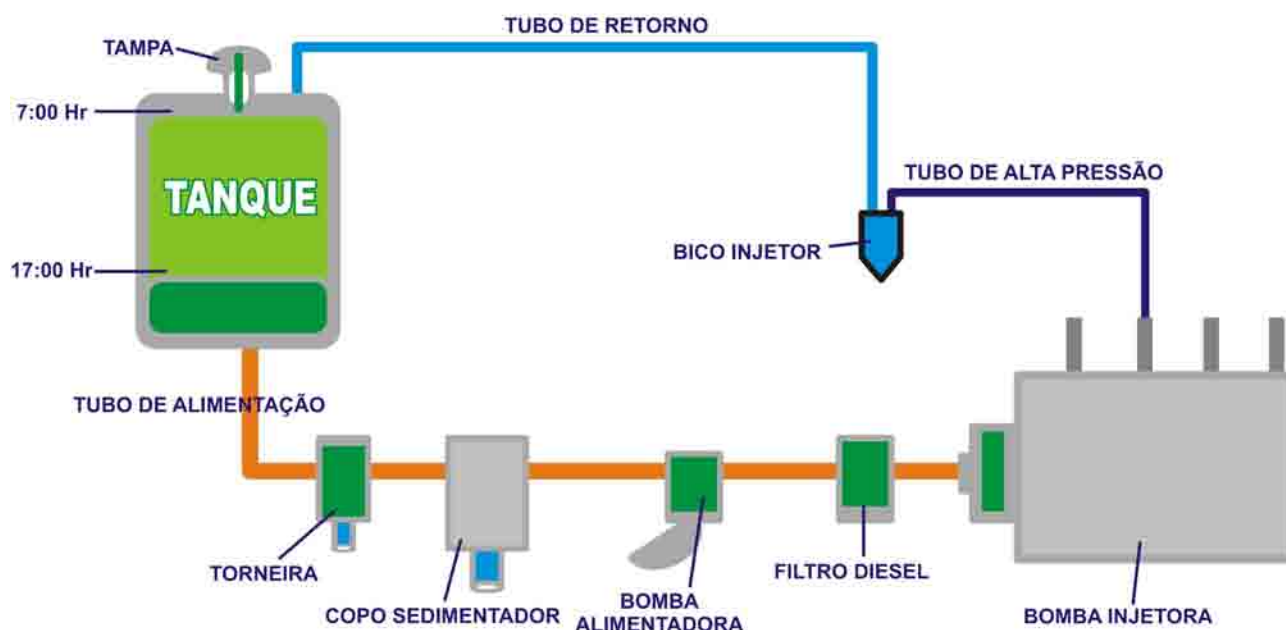 TUBO DE RETORNO
TAMPA
7:00 Hr
TUBO DE ALTA PRESSÃO
TANQUE
BICO INJETOR
17:00 Hr
TUBO DE ALIMENTAÇÃO
TORNEIRA
FILTRO DIESEL
COPO SEDIMENTADOR
BOMBA
ALIMENTADORA
BOMBA INJETORA